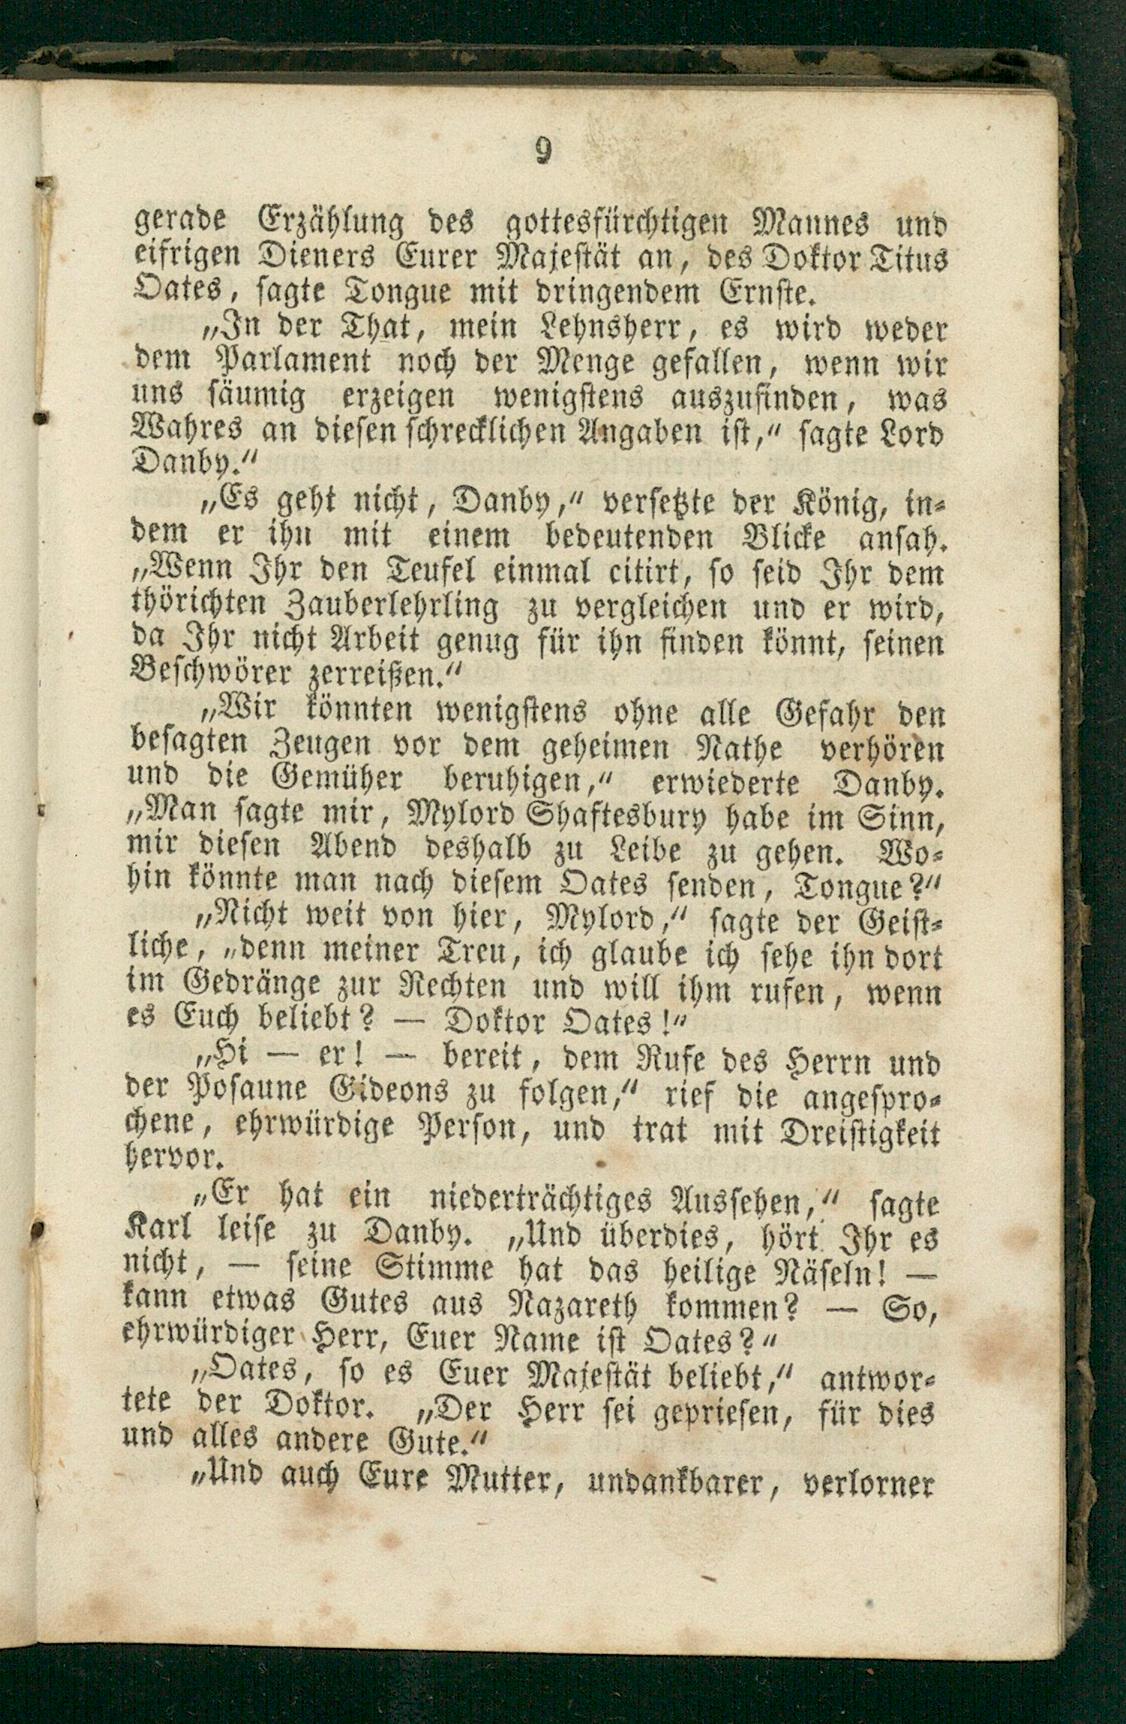 9
gerade Erzählung des gottesfürchtigen Mannes und
eifrigen Dieners Eurer Majestät an, des Doktor Titus
Oates, sagte Tongue mit dringendem Ernste.
„In der That, mein Lehnsherr, es wird weder
dem Parlament noch der Menge gefallen, wenn wir
uns säumig erzeigen wenigstens auszufinden, was
Wahres an diesen schrecklichen Angaben ist,“ sagte Lord
Danby.“
„Es geht nicht, Danby,“ versetzte der König, in-
dem er ihn mit einem bedeutenden Blicke ansah.
„Wenn Ihr den Teufel einmal citirt, so seid Ihr dem
thörichten Zauberlehrling zu vergleichen und er wird,
da Ihr nicht Arbeit genug für ihn finden könnt, seinen
Beschwörer zerreißen.“
„Wir könnten wenigstens ohne alle Gefahr den
besagten Zeugen vor dem geheimen Rathe verhören
und die Gemüher beruhigen,“ erwiederte Danby.
„Man sagte mir, Mylord Shaftesbury habe im Sinn,
mir diesen Abend deshalb zu Leibe zu gehen. Wo-
hin könnte man nach diesem Oates senden, Tongue?“
„Nicht weit von hier, Mylord,“ sagte der Geist-
liche, „denn meiner Treu, ich glaube ich sehe ihn dort
im Gedränge zur Rechten und will ihm rufen, wenn
es Euch beliebt? — Doktor Oates!“
„Hi — er! — bereit, dem Rufe des Herrn und
der Posaune Gideons zu folgen,“ rief die angespro-
chene, ehrwürdige Person, und trat mit Dreistigkeit
hervor.
„Er hat ein niederträchtiges Aussehen,“ sagte
Karl leise zu Danby. „Und überdies, hört Ihr es
nicht, — seine Stimme hat das heilige Näseln! —
kann etwas Gutes aus Nazareth kommen? — So,
ehrwürdiger Herr, Euer Name ist Oates?“
„Oates, so es Euer Majestät beliebt,“ antwor-
tete der Doktor. „Der Herr sei gepriesen, für dies
und alles andere Gute.“
„Und auch Eure Mutter, undankbarer, verlorner